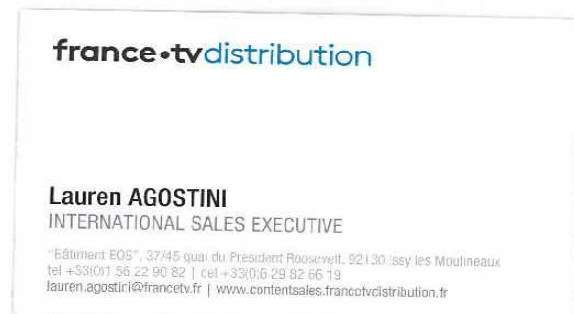 france•tvdistribution
Lauren AGOSTINI
INTERNATIONAL SALES EXECUTIVE
"Bâtiment EOS", 37/45 quai du Président Roosevelt, 92130 Issy les Moulineaux
tel +33(0)1 56 22 90 82 | cel +33(0)6 29 82 66 19
lauren.agostini@francetv.fr | www.contentsales.francetvdistribution.fr